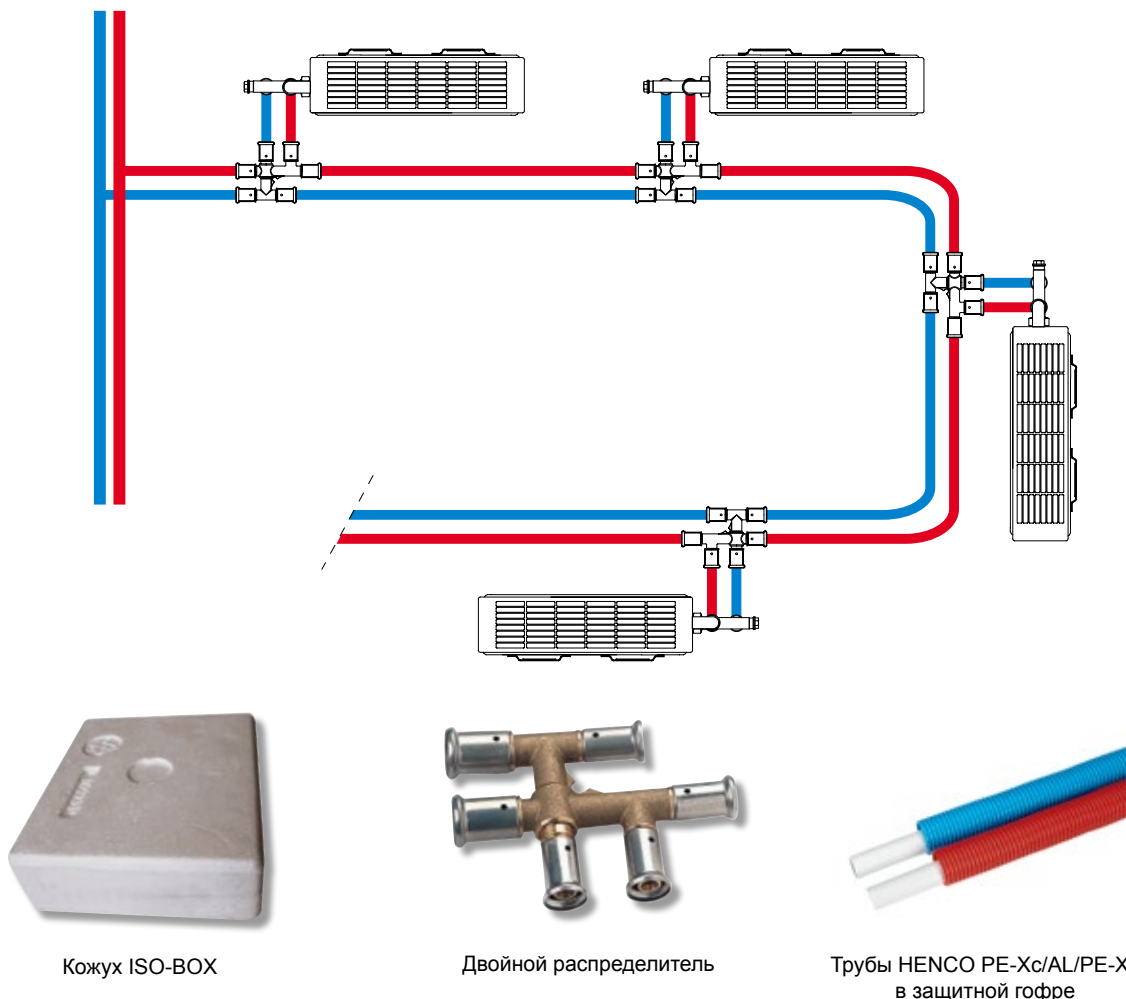 Кожух ISO-BOX
Двойной распределитель
Трубы HENCO PE-Xc/AL/PE-X
в защитной гофре